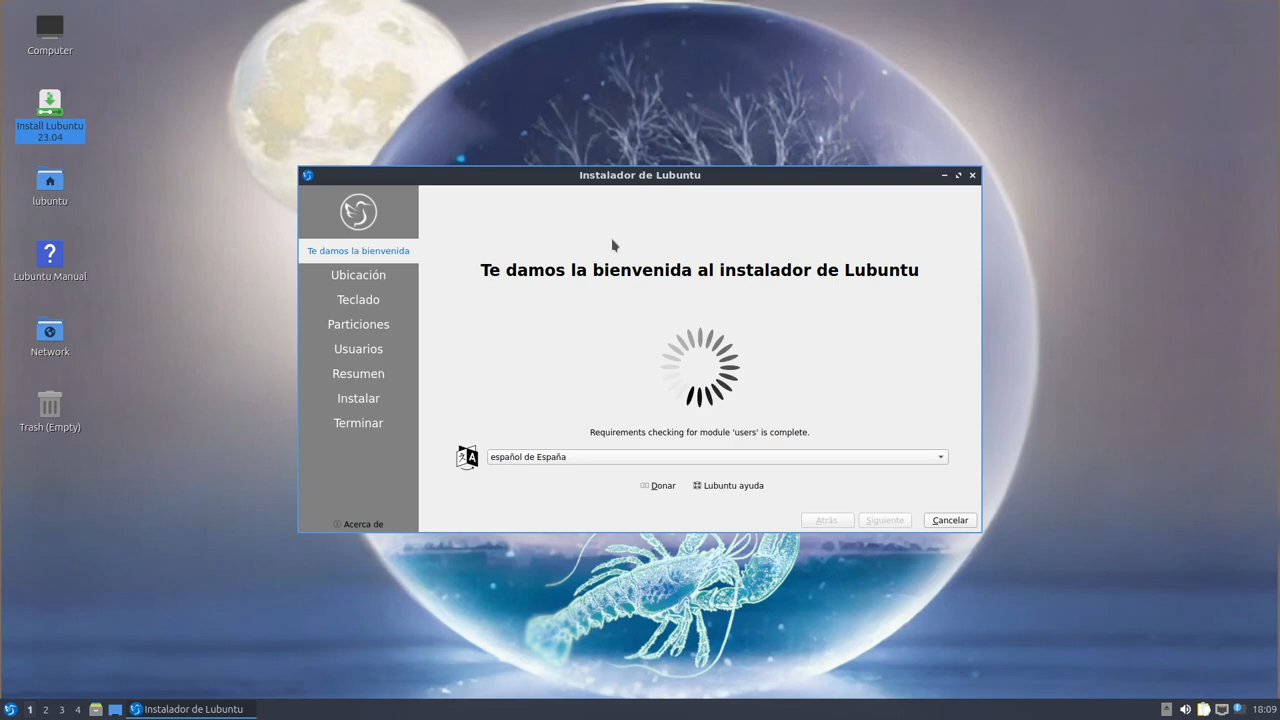 Computer
Install Lubuntu
23.04
lubuntu
Lubuntu Manual
Network
Trash (Empty)
Instalador de Lubuntu
Te damos la bienvenida
Ubicación
Teclado
Particiones
Usuarios
Resumen
Instalar
Terminar
Acerca de
Te damos la bienvenida al instalador de Lubuntu
Requirements checking for module 'users' is complete.
español de España
Donar
Lubuntu ayuda
Atrás
Siguiente
Cancelar
1 2 3 4
Instalador de Lubuntu
18:09